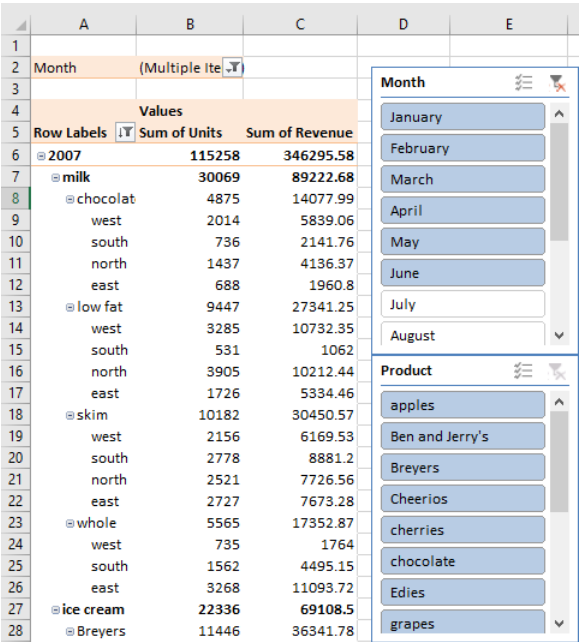 A B C D E
1
2 Month (Multiple Ite
3
4 Values
5 Row Labels Sum of Units Sum of Revenue
6 2007 115258 346295.58
7 milk 30069 89222.68
8 chocolat 4875 14077.99
9 west 2014 5839.06
10 south 736 2141.76
11 north 1437 4136.37
12 east 688 1960.8
13 low fat 9447 27341.25
14 west 3285 10732.35
15 south 531 1062
16 north 3905 10212.44
17 east 1726 5334.46
18 skim 10182 30450.57
19 west 2156 6169.53
20 south 2778 8881.2
21 north 2521 7726.56
22 east 2727 7673.28
23 whole 5565 17352.87
24 west 735 1764
25 south 1562 4495.15
26 east 3268 11093.72
27 ice cream 22336 69108.5
28 Breyers 11446 36341.78
Month
January
February
March
April
May
June
July
August
Product
apples
Ben and Jerry's
Breyers
Cheerios
cherries
chocolate
Edies
grapes